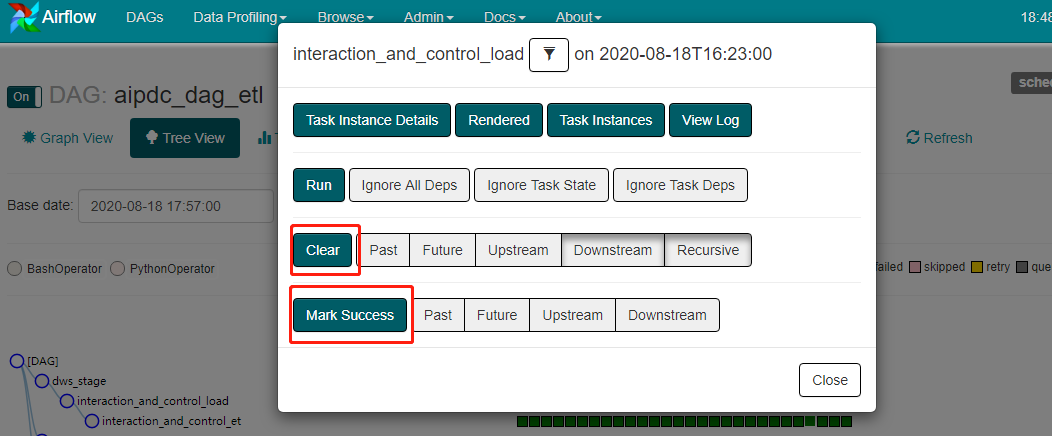 Airflow DAGs Data Profiling Browse Admin Docs About 18:48
interaction_and_control_load on 2020-08-18T16:23:00
On DAG: aipdc_dag_etl
Task Instance Details Rendered Task Instances View Log
Graph View Tree View Refresh
Run Ignore All Deps Ignore Task State Ignore Task Deps
Base date: 2020-08-18 17:57:00
Clear Past Future Upstream Downstream Recursive
BashOperator PythonOperator failed skipped retry
Mark Success Past Future Upstream Downstream
[DAG]
Close
dws_stage
interaction_and_control_load
interaction_and_control_et